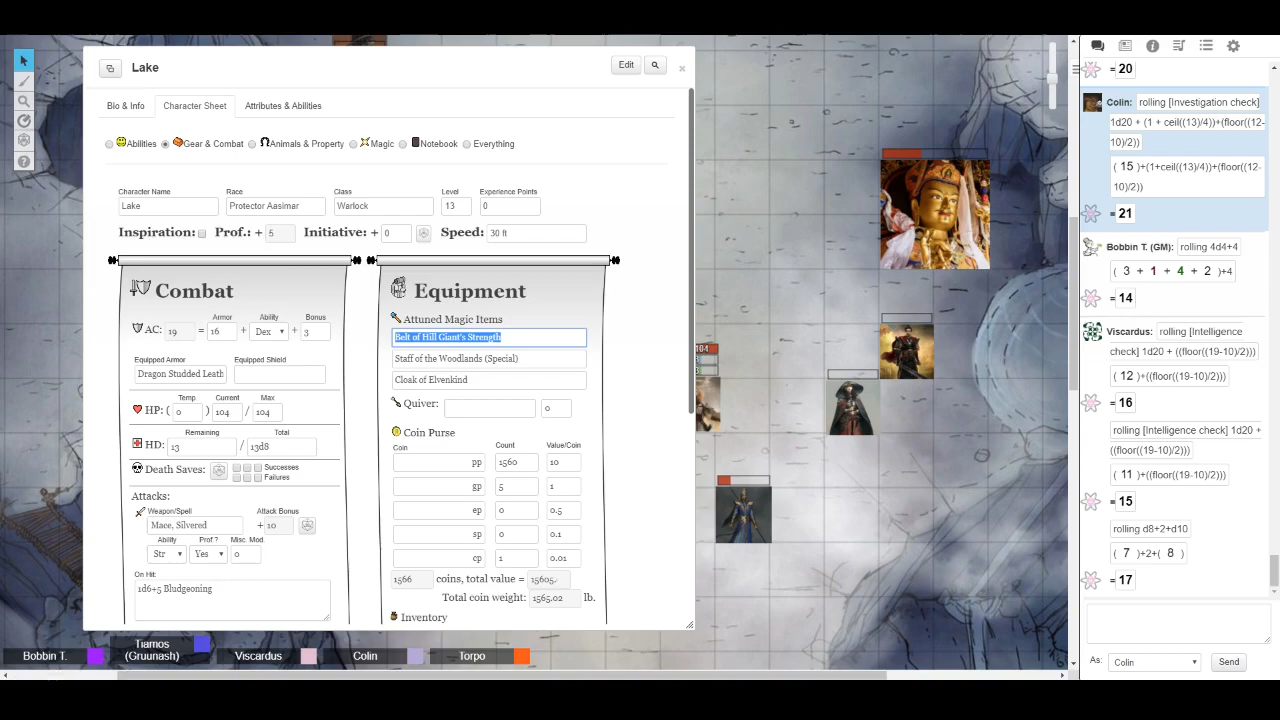 Lake
Edit
Bio & Info
Character Sheet
Attributes & Abilities
Abilities
Gear & Combat
Animals & Property
Magic
Notebook
Everything
Character Name
Race
Class
Level
Experience Points
Lake
Protector Aasimar
Warlock
13
0
Inspiration:
Prof.: + 5
Initiative: + 0
Speed: 30 ft
Combat
Armor
Ability
Bonus
AC: 19 = 16 + Dex + 3
Equipped Armor
Equipped Shield
Dragon Studded Leath
Temp
Current
Max
HP: ( 0 ) 104 / 104
Remaining
Total
HD: 13 / 13d8
Death Saves:
Successes
Failures
Attacks:
Weapon/Spell
Attack Bonus
Mace, Silvered
+ 10
Ability
Prof ?
Misc. Mod
Str
Yes
0
On Hit:
1d6+5 Bludgeoning
Equipment
Attuned Magic Items
Belt of Hill Giant's Strength
Staff of the Woodlands (Special)
Cloak of Elvenkind
Quiver:
0
Coin Purse
Coin
Count
Value/Coin
pp 1560 10
gp 5 1
ep 0 0.5
sp 0 0.1
cp 1 0.01
1566 coins, total value = 15605.
Total coin weight: 1565.02 lb.
Inventory
104
Bobbin T.
Tiamos
(Gruunash)
Viscardus
Colin
Torpo
= 20
Colin: rolling [Investigation check]
1d20 + (1 + ceil((13)/4))+(floor((12-
10)/2))
( 15 )+(1+ceil((13)/4))+(floor((12-
10)/2))
= 21
Bobbin T. (GM): rolling 4d4+4
( 3 + 1 + 4 + 2 )+4
= 14
Viscardus: rolling [Intelligence
check] 1d20 + ((floor((19-10)/2)))
( 12 )+((floor((19-10)/2)))
= 16
rolling [Intelligence check] 1d20 +
((floor((19-10)/2)))
( 11 )+((floor((19-10)/2)))
= 15
rolling d8+2+d10
( 7 )+2+( 8 )
= 17
As: Colin
Send